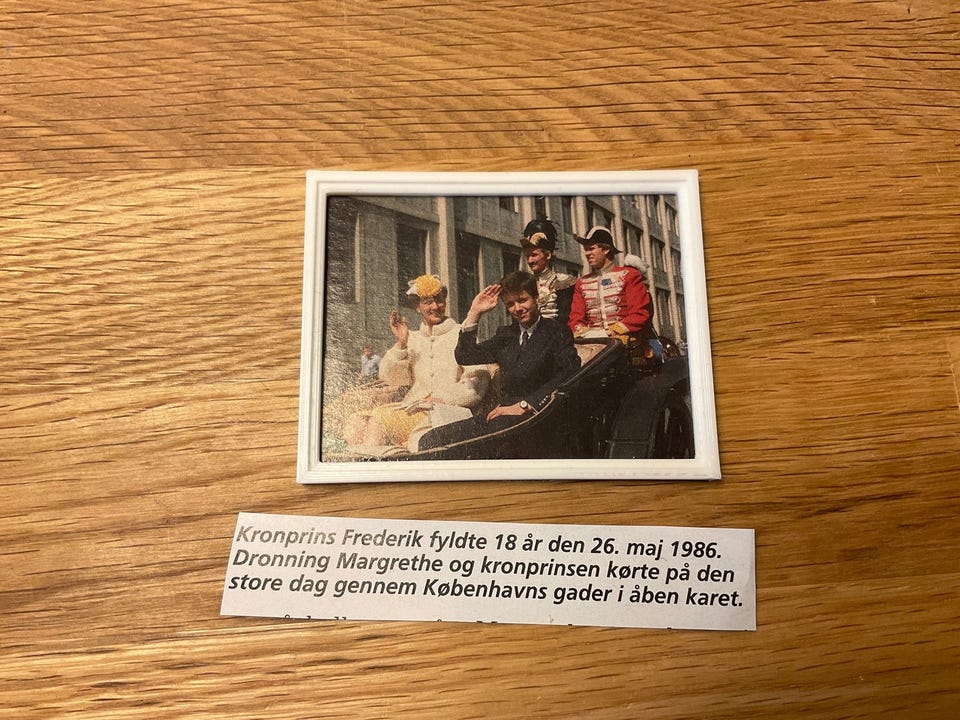 Kronprins Frederik fyldte 18 år den 26. maj 1986.
Dronning Margrethe og kronprinsen kørte på den
store dag gennem Københavns gader i åben karet.